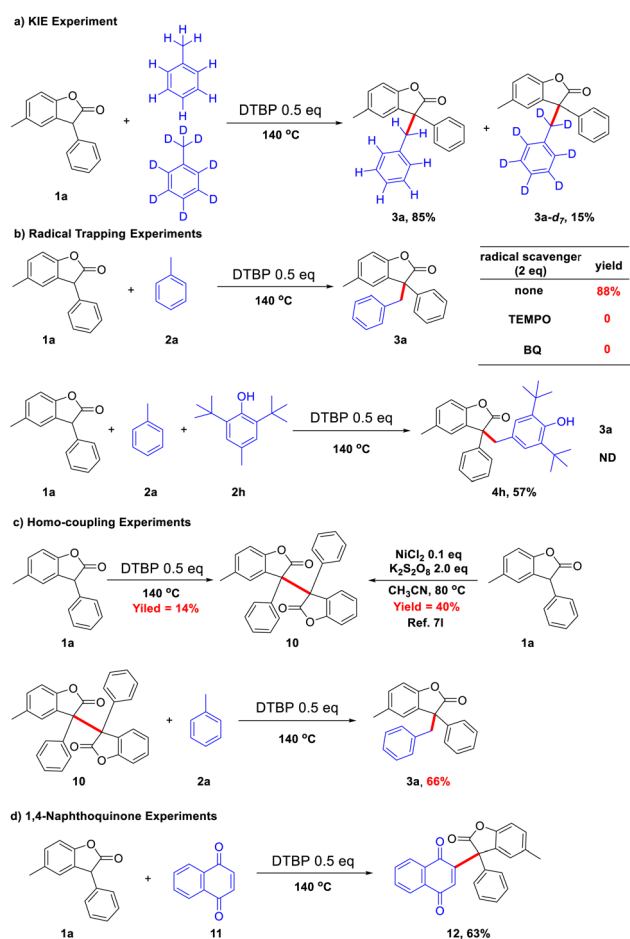 a) KIE Experiment
H
H
H
C
H
H
H
H
H
O
O
1a
+
D
D
D
C
D
D
D
D
D
DTBP 0.5 eq
140 °C
O
O
H
H
H
H
H
H
H
3a, 85%
+
O
O
D
D
D
D
D
D
D
3a-d7, 15%
b) Radical Trapping Experiments
O
O
1a
+
2a
DTBP 0.5 eq
140 °C
O
O
3a
radical scavenger yield
(2 eq)
none 88%
TEMPO 0
BQ 0
O
O
1a
+
2a
+
OH
2h
DTBP 0.5 eq
140 °C
O
O
OH
4h, 57%
3a
ND
c) Homo-coupling Experiments
O
O
1a
DTBP 0.5 eq
140 °C
Yiled = 14%
O
O
O
O
10
NiCl2 0.1 eq
K2S2O8 2.0 eq
CH3CN, 80 °C
Yield = 40%
Ref. 7l
O
O
1a
O
O
O
O
10
+
2a
DTBP 0.5 eq
140 °C
O
O
3a, 66%
d) 1,4-Naphthoquinone Experiments
O
O
1a
+
O
O
11
DTBP 0.5 eq
140 °C
O
O
O
O
12, 63%